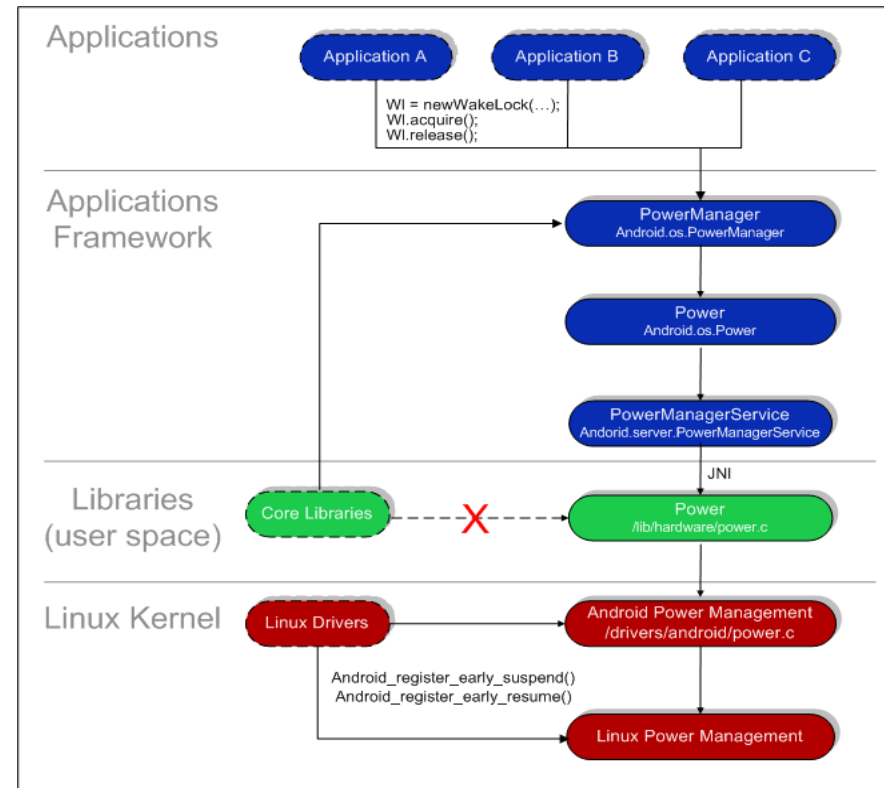 Applications
Application A
Application B
Application C
Wl = newWakeLock(…);
Wl.acquire();
Wl.release();
Applications
Framework
PowerManager
Android.os.PowerManager
Power
Android.os.Power
PowerManagerService
Andorid.server.PowerManagerService
JNI
Libraries
(user space)
Core Libraries
X
Power
/lib/hardware/power.c
Linux Kernel
Linux Drivers
Android Power Management
/drivers/android/power.c
Android_register_early_suspend()
Android_register_early_resume()
Linux Power Management